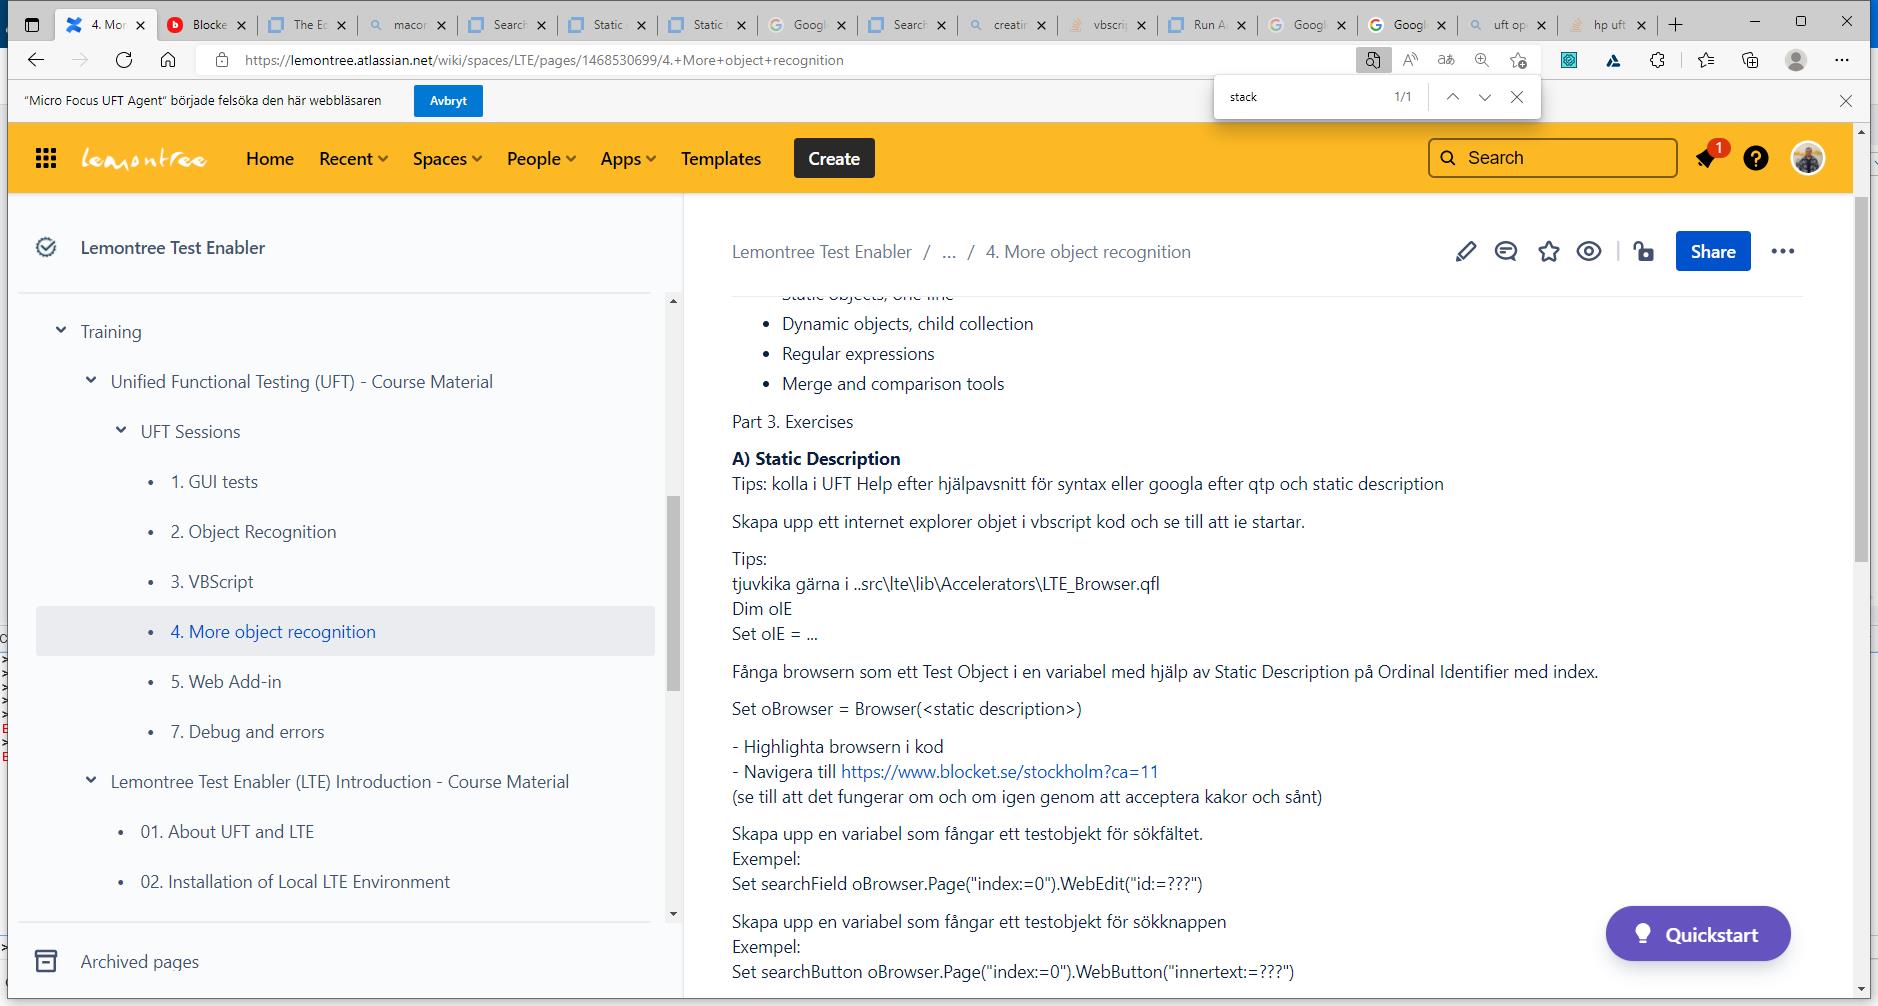 4. Mor
Blocke
The Ed
macor
Search
Static
Static
Googl
Search
creatin
vbscri
Run A
Googl
Googl
uft op
hp uft
https://lemontree.atlassian.net/wiki/spaces/LTE/pages/1468530699/4.+More+object+recognition
"Micro Focus UFT Agent" började felsöka den här webbläsaren
Avbryt
stack
1/1
lemontree
Home
Recent
Spaces
People
Apps
Templates
Create
Search
1
Lemontree Test Enabler
Training
Unified Functional Testing (UFT) - Course Material
UFT Sessions
• 1. GUI tests
• 2. Object Recognition
• 3. VBScript
• 4. More object recognition
• 5. Web Add-in
• 7. Debug and errors
Lemontree Test Enabler (LTE) Introduction - Course Material
• 01. About UFT and LTE
• 02. Installation of Local LTE Environment
Archived pages
Lemontree Test Enabler / ... / 4. More object recognition
Share
Static objects, one line
• Dynamic objects, child collection
• Regular expressions
• Merge and comparison tools
Part 3. Exercises
A) Static Description
Tips: kolla i UFT Help efter hjälpavsnitt för syntax eller googla efter qtp och static description
Skapa upp ett internet explorer objet i vbscript kod och se till att ie startar.
Tips:
tjuvkika gärna i ..src\lte\lib\Accelerators\LTE_Browser.qfl
Dim oIE
Set oIE = ...
Fånga browsern som ett Test Object i en variabel med hjälp av Static Description på Ordinal Identifier med index.
Set oBrowser = Browser(<static description>)
- Highlighta browsern i kod
- Navigera till https://www.blocket.se/stockholm?ca=11
(se till att det fungerar om och om igen genom att acceptera kakor och sånt)
Skapa upp en variabel som fångar ett testobjekt för sökfältet.
Exempel:
Set searchField oBrowser.Page("index:=0").WebEdit("id:=???")
Skapa upp en variabel som fångar ett testobjekt för sökknappen
Exempel:
Set searchButton oBrowser.Page("index:=0").WebButton("innertext:=???")
Quickstart